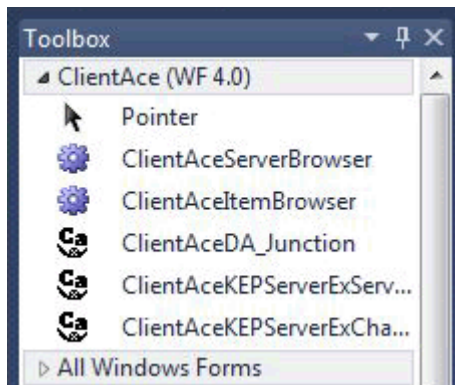 Toolbox
ClientAce (WF 4.0)
Pointer
ClientAceServerBrowser
ClientAceItemBrowser
ClientAceDA_Junction
ClientAceKEPServerExServ...
ClientAceKEPServerExCha...
All Windows Forms